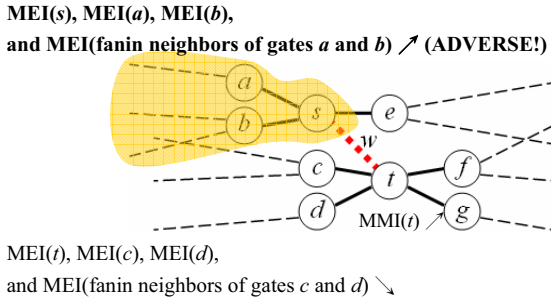 MEI(s), MEI(a), MEI(b),
and MEI(fanin neighbors of gates a and b) ↗ (ADVERSE!)
a
b
s
e
w
c
t
f
d
MMI(t)
g
MEI(t), MEI(c), MEI(d),
and MEI(fanin neighbors of gates c and d) ↘